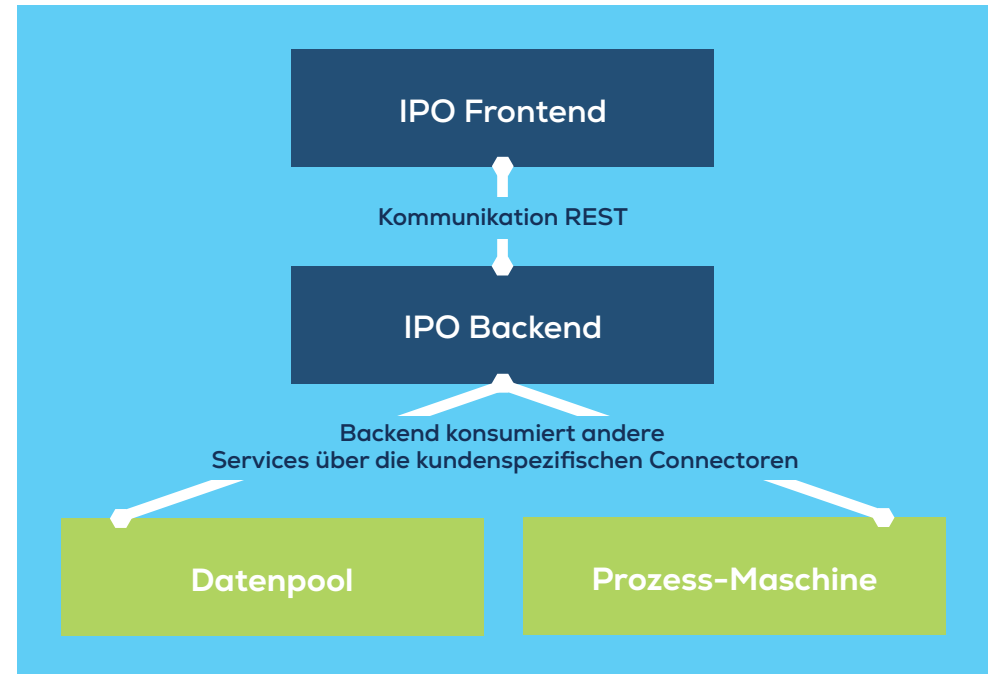 IPO Frontend
Kommunikation REST
IPO Backend
Backend konsumiert andere
Services über die kundenspezifischen Connectoren
Datenpool
Prozess-Maschine